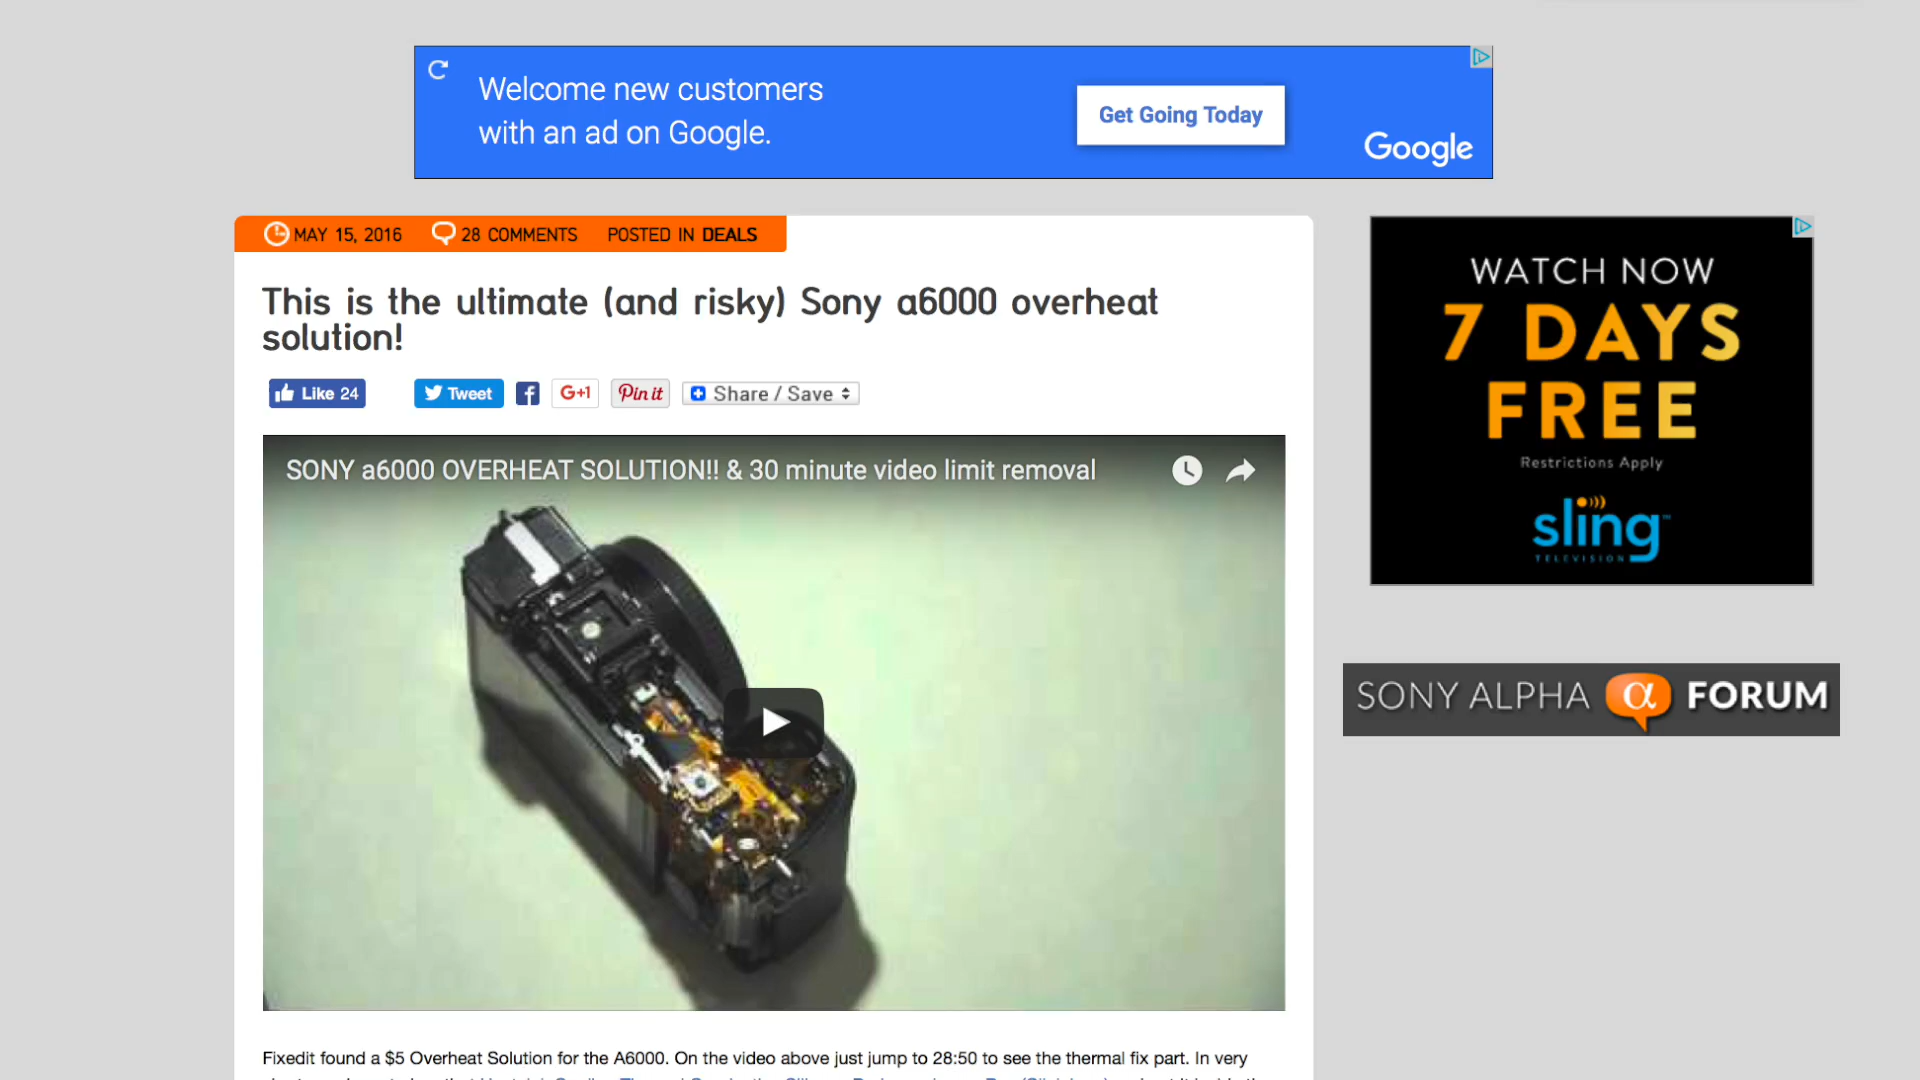 Welcome new customers
with an ad on Google.
Get Going Today
Google
MAY 15, 2016 28 COMMENTS POSTED IN DEALS
This is the ultimate (and risky) Sony a6000 overheat
solution!
Like 24 Tweet G+1 Pin it Share / Save
SONY a6000 OVERHEAT SOLUTION!! & 30 minute video limit removal
Fixedit found a $5 Overheat Solution for the A6000. On the video above just jump to 28:50 to see the thermal fix part. In very
WATCH NOW
7 DAYS
FREE
Restrictions Apply
sling
TELEVISION
SONY ALPHA α FORUM